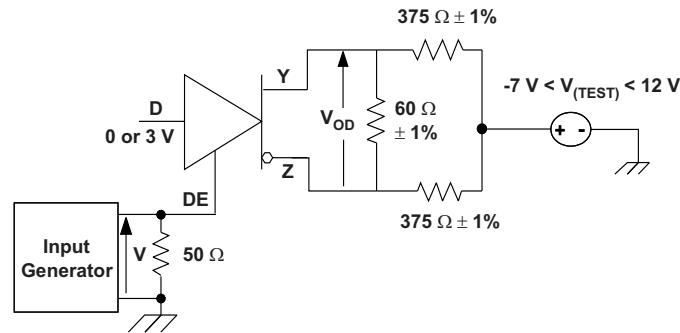 375 Ω ± 1%
Y
-7 V < V(TEST) < 12 V
D
60 Ω
± 1%
VOD
0 or 3 V
+ -
Z
DE
375 Ω ± 1%
Input
Generator
V
50 Ω